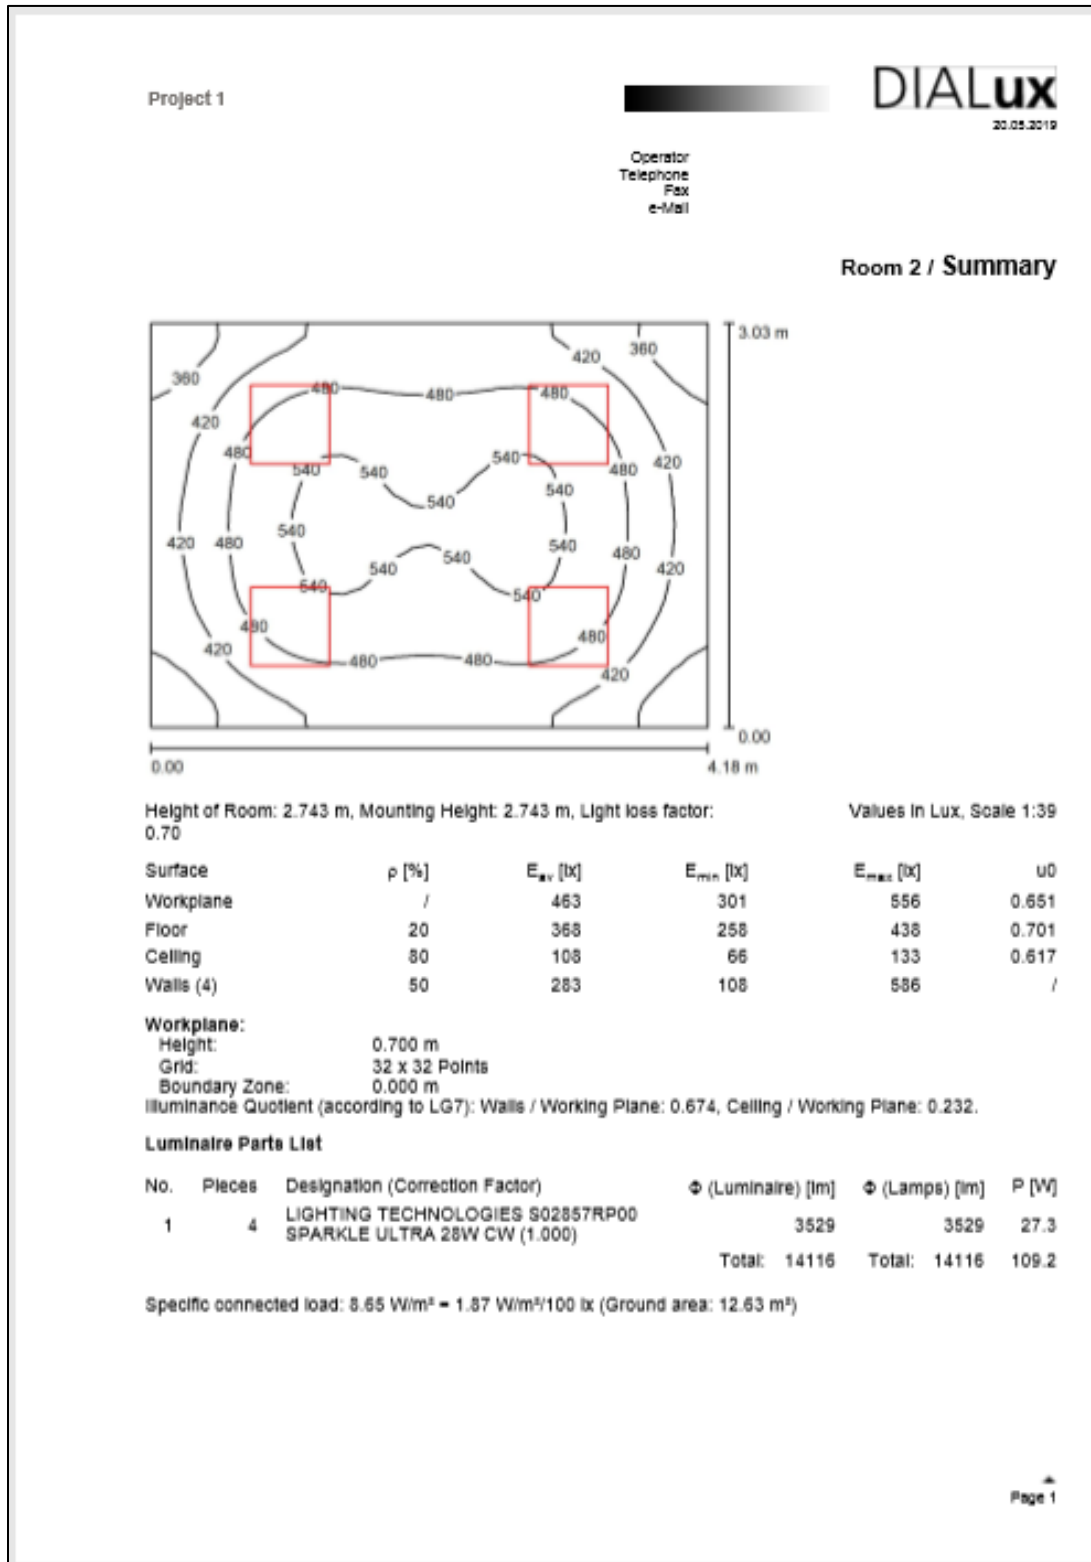 Project 1
DIALux
20.05.2019
Operator
Telephone
Fax
e-Mail
Room 2 / Summary
3.03 m
420 360
360
480 480 480
420
480 540 540 540 480 420
540 540
540 540
420 480 480 420
540 540 540
540 540
480 480
420 480 480 420
0.00
0.00 4.18 m
Height of Room: 2.743 m, Mounting Height: 2.743 m, Light loss factor: Values in Lux, Scale 1:39
0.70
Surface ρ [%] Eav [lx] Emin [lx] Emax [lx] u0
Workplane / 463 301 556 0.651
Floor 20 368 258 438 0.701
Ceiling 80 108 66 133 0.617
Walls (4) 50 283 108 586 /
Workplane:
Height: 0.700 m
Grid: 32 x 32 Points
Boundary Zone: 0.000 m
Illuminance Quotient (according to LG7): Walls / Working Plane: 0.674, Ceiling / Working Plane: 0.232.
Luminaire Parts List
No. Pieces Designation (Correction Factor) Φ (Luminaire) [lm] Φ (Lamps) [lm] P [W]
1 4 LIGHTING TECHNOLOGIES S02857RP00
SPARKLE ULTRA 28W CW (1.000) 3529 3529 27.3
Total: 14116 Total: 14116 109.2
Specific connected load: 8.65 W/m² = 1.87 W/m²/100 lx (Ground area: 12.63 m²)
Page 1